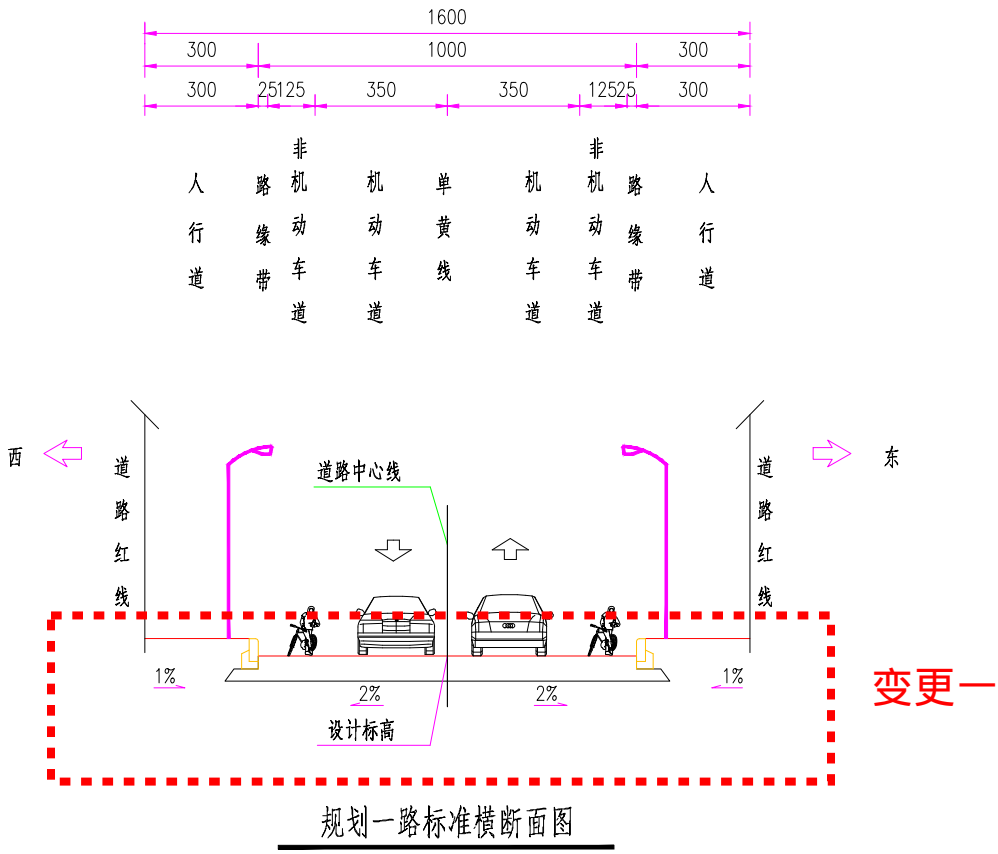 1600
300 1000 300
300 25 125 350 350 125 25 300
人行道
路缘带
非机动车道
机动车道
单黄线
机动车道
非机动车道
路缘带
人行道
西
道路红线
道路中心线
道路红线
东
1%
2%
2%
1%
变更一
设计标高
规划一路标准横断面图